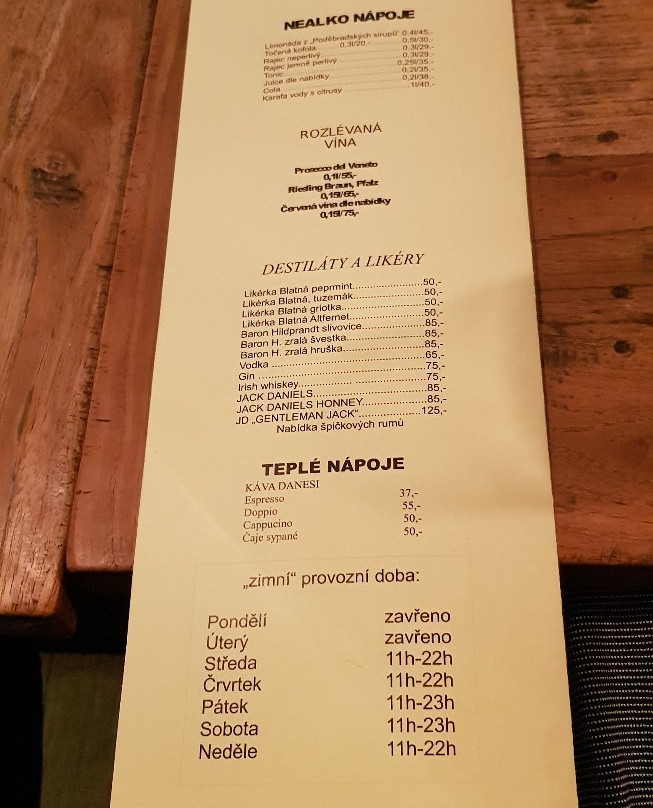 NEALKO NÁPOJE
Limonáda z „Poděbradských sirupů" 0,4l/45,-
Točená kofola 0,3l/20.- 0,5l/30,-
Rajec neperlivý 0,3l/29,-
Rajec jemně perlivý 0,3l/29,-
Tonic 0,25l/35,-
Juice dle nabídky 0,2l/35,-
Cola 0,2l/38,-
Karafa vody s citrusy 1l/40,-
ROZLÉVANÁ
VÍNA
Prosecco del Veneto
0,1l/55,-
Riesling Braun, Pfalz
0,15l/65,-
Červená vína dle nabídky
0,15l/75,-
DESTILÁTY A LIKÉRY
Likérka Blatná peprmint......................50,-
Likérka Blatná, tuzemák......................50,-
Likérka Blatná griotka..........................50,-
Likérka Blatná Altfernet........................50,-
Baron Hildprandt slivovice....................85,-
Baron H. zralá švestka.........................85,-
Baron H. zralá hruška..........................85,-
Vodka ................................................65,-
Gin .....................................................75,-
Irish whiskey.......................................75,-
JACK DANIELS...................................85,-
JACK DANIELS HONNEY...................85,-
JD „GENTLEMAN JACK"...................125,-
Nabídka špičkových rumů
TEPLÉ NÁPOJE
KÁVA DANESI
Espresso 37,-
Doppio 55,-
Cappucino 50,-
Čaje sypané 50,-
„zimní" provozní doba:
Pondělí zavřeno
Úterý zavřeno
Středa 11h-22h
Črvrtek 11h-22h
Pátek 11h-23h
Sobota 11h-23h
Neděle 11h-22h